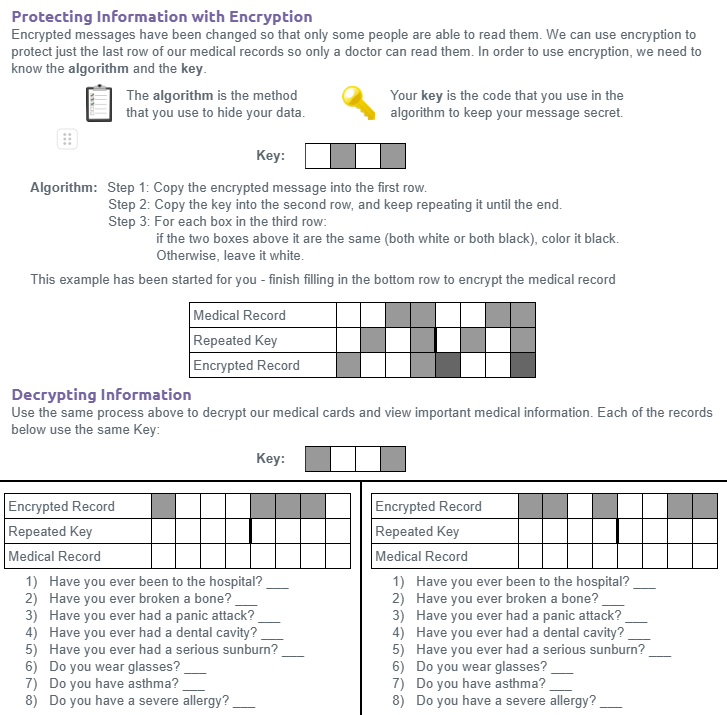 Protecting Information with Encryption
Encrypted messages have been changed so that only some people are able to read them. We can use encryption to
protect just the last row of our medical records so only a doctor can read them. In order to use encryption, we need to
know the algorithm and the key.
The algorithm is the method
that you use to hide your data.
Your key is the code that you use in the
algorithm to keep your message secret.
Key:
Algorithm: Step 1: Copy the encrypted message into the first row.
Step 2: Copy the key into the second row, and keep repeating it until the end.
Step 3: For each box in the third row:
if the two boxes above it are the same (both white or both black), color it black.
Otherwise, leave it white.
This example has been started for you - finish filling in the bottom row to encrypt the medical record
Medical Record
Repeated Key
Encrypted Record
Decrypting Information
Use the same process above to decrypt our medical cards and view important medical information. Each of the records
below use the same Key:
Key:
Encrypted Record
Repeated Key
Medical Record
1) Have you ever been to the hospital? ___
2) Have you ever broken a bone? ___
3) Have you ever had a panic attack? ___
4) Have you ever had a dental cavity? ___
5) Have you ever had a serious sunburn? ___
6) Do you wear glasses? ___
7) Do you have asthma? ___
8) Do you have a severe allergy? ___
Encrypted Record
Repeated Key
Medical Record
1) Have you ever been to the hospital? ___
2) Have you ever broken a bone? ___
3) Have you ever had a panic attack? ___
4) Have you ever had a dental cavity? ___
5) Have you ever had a serious sunburn? ___
6) Do you wear glasses? ___
7) Do you have asthma? ___
8) Do you have a severe allergy? ___